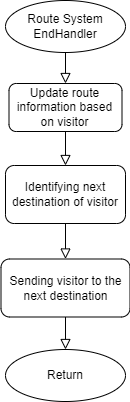 Route System
EndHandler
Update route
information based
on visitor
Identifying next
destination of visitor
Sending visitor to the
next destination
Return